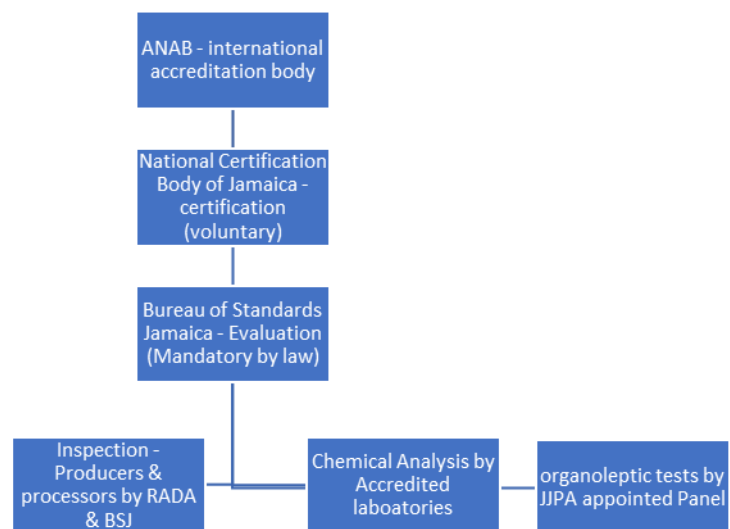 ANAB - international
accreditation body
National Certification
Body of Jamaica -
certification
(voluntary)
Bureau of Standards
Jamaica - Evaluation
(Mandatory by law)
Inspection -
Producers &
processors by RADA
& BSJ
Chemical Analysis by
Accredited
laboatories
organoleptic tests by
JJPA appointed Panel